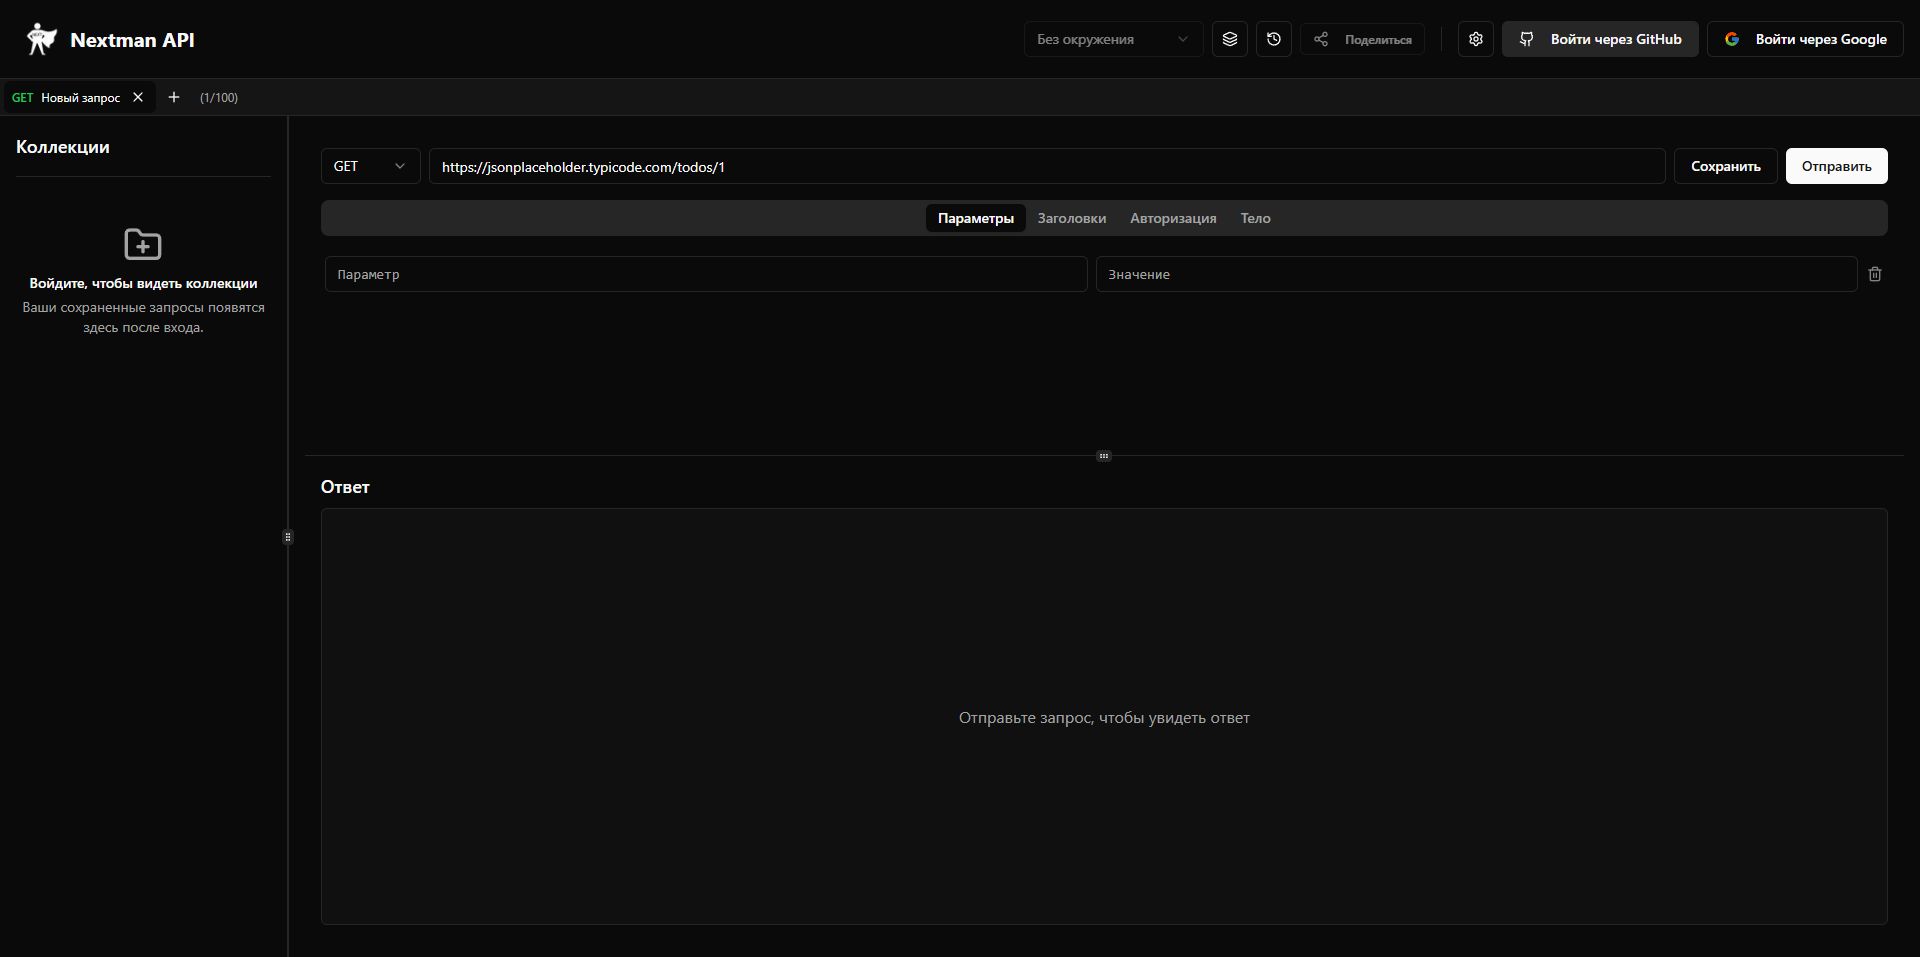 Nextman API
Без окружения
Поделиться
Войти через GitHub
Войти через Google
GET Новый запрос
(1/100)
Коллекции
Войдите, чтобы видеть коллекции
Ваши сохраненные запросы появятся
здесь после входа.
GET
https://jsonplaceholder.typicode.com/todos/1
Сохранить
Отправить
Параметры
Заголовки
Авторизация
Тело
Параметр
Значение
Ответ
Отправьте запрос, чтобы увидеть ответ